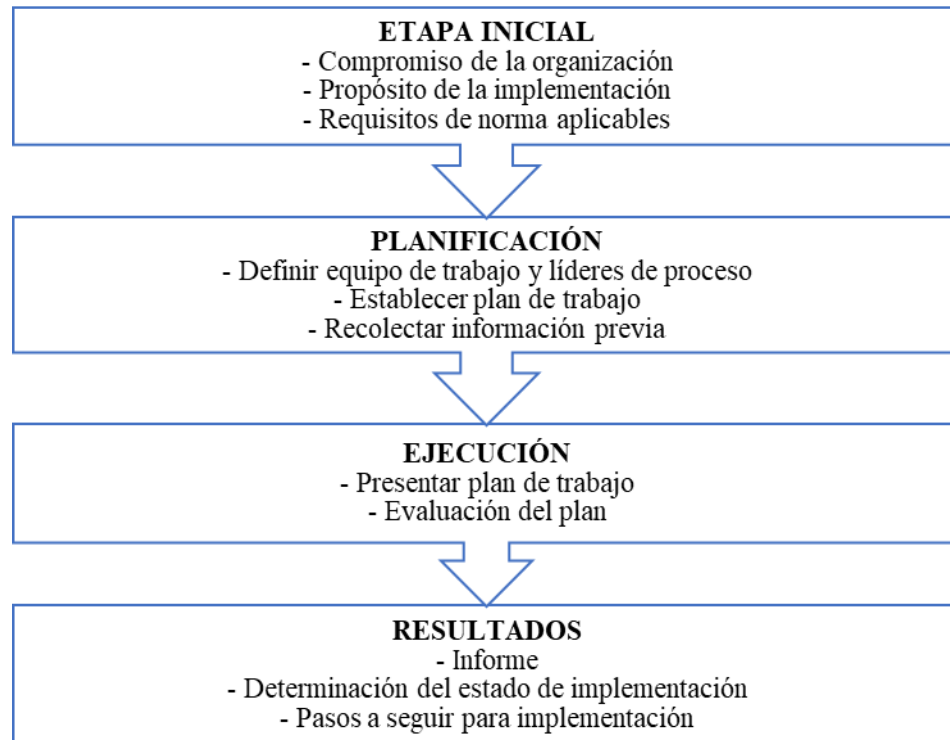 ETAPA INICIAL
- Compromiso de la organización
- Propósito de la implementación
- Requisitos de norma aplicables
PLANIFICACIÓN
- Definir equipo de trabajo y líderes de proceso
- Establecer plan de trabajo
- Recolectar información previa
EJECUCIÓN
- Presentar plan de trabajo
- Evaluación del plan
RESULTADOS
- Informe
- Determinación del estado de implementación
- Pasos a seguir para implementación